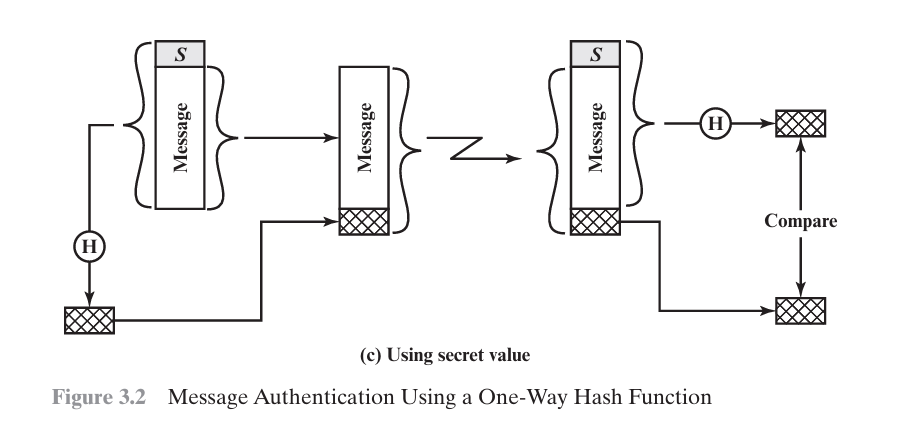 S
S
Message
Message
Message
H
H
Compare
(c) Using secret value
Figure 3.2 Message Authentication Using a One-Way Hash Function